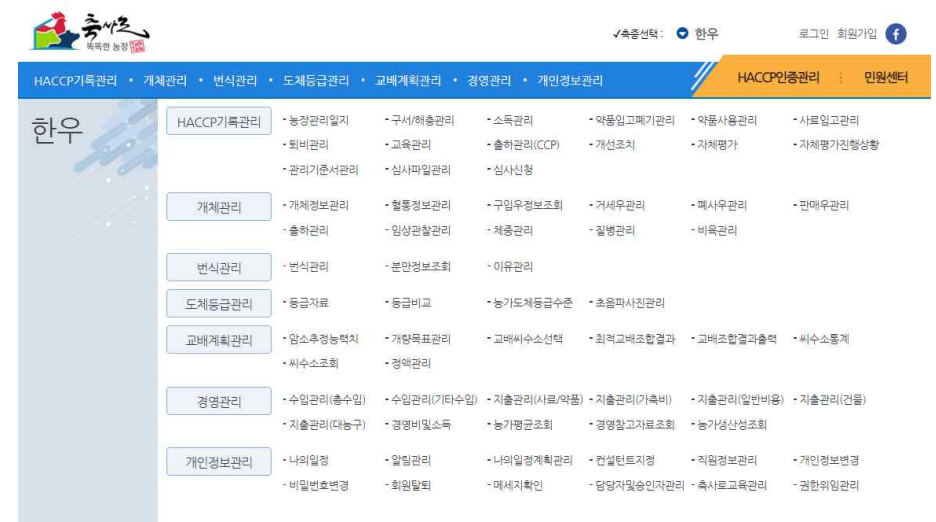 축사로
똑똑한 농장
✓축종선택 : 한우 로그인 회원가입 f
HACCP기록관리 • 개체관리 • 번식관리 • 도체등급관리 • 교배계획관리 • 경영관리 • 개인정보관리 HACCP인증관리 ⋮ 민원센터
한우
HACCP기록관리 - 농장관리일지 - 구서/해충관리 - 소독관리 - 약품입고폐기관리 - 약품사용관리 - 사료입고관리
- 퇴비관리 - 교육관리 - 출하관리(CCP) - 개선조치 - 자체평가 - 자체평가진행상황
- 관리기준서관리 - 심사파일관리 - 심사신청
개체관리 - 개체정보관리 - 혈통정보관리 - 구입우정보조회 - 거세우관리 - 폐사우관리 - 판매우관리
- 출하관리 - 임상관찰관리 - 체중관리 - 질병관리 - 비육관리
번식관리 - 번식관리 - 분만정보조회 - 이유관리
도체등급관리 - 등급자료 - 등급비교 - 농가도체등급수준 - 초음파사진관리
교배계획관리 - 암소추정능력치 - 개량목표관리 - 교배씨수소선택 - 최적교배조합결과 - 교배조합결과출력 - 씨수소통계
- 씨수소조회 - 정액관리
경영관리 - 수입관리(총수입) - 수입관리(기타수입) - 지출관리(사료/약품) - 지출관리(가축비) - 지출관리(일반비용) - 지출관리(건물)
- 지출관리(대농구) - 경영비및소득 - 농가평균조회 - 경영참고자료조회 - 농가생산성조회
개인정보관리 - 나의일정 - 알림관리 - 나의일정계획관리 - 컨설턴트지정 - 직원정보관리 - 개인정보변경
- 비밀번호변경 - 회원탈퇴 - 메세지확인 - 담당자및승인자관리 - 축사로교육관리 - 권한위임관리